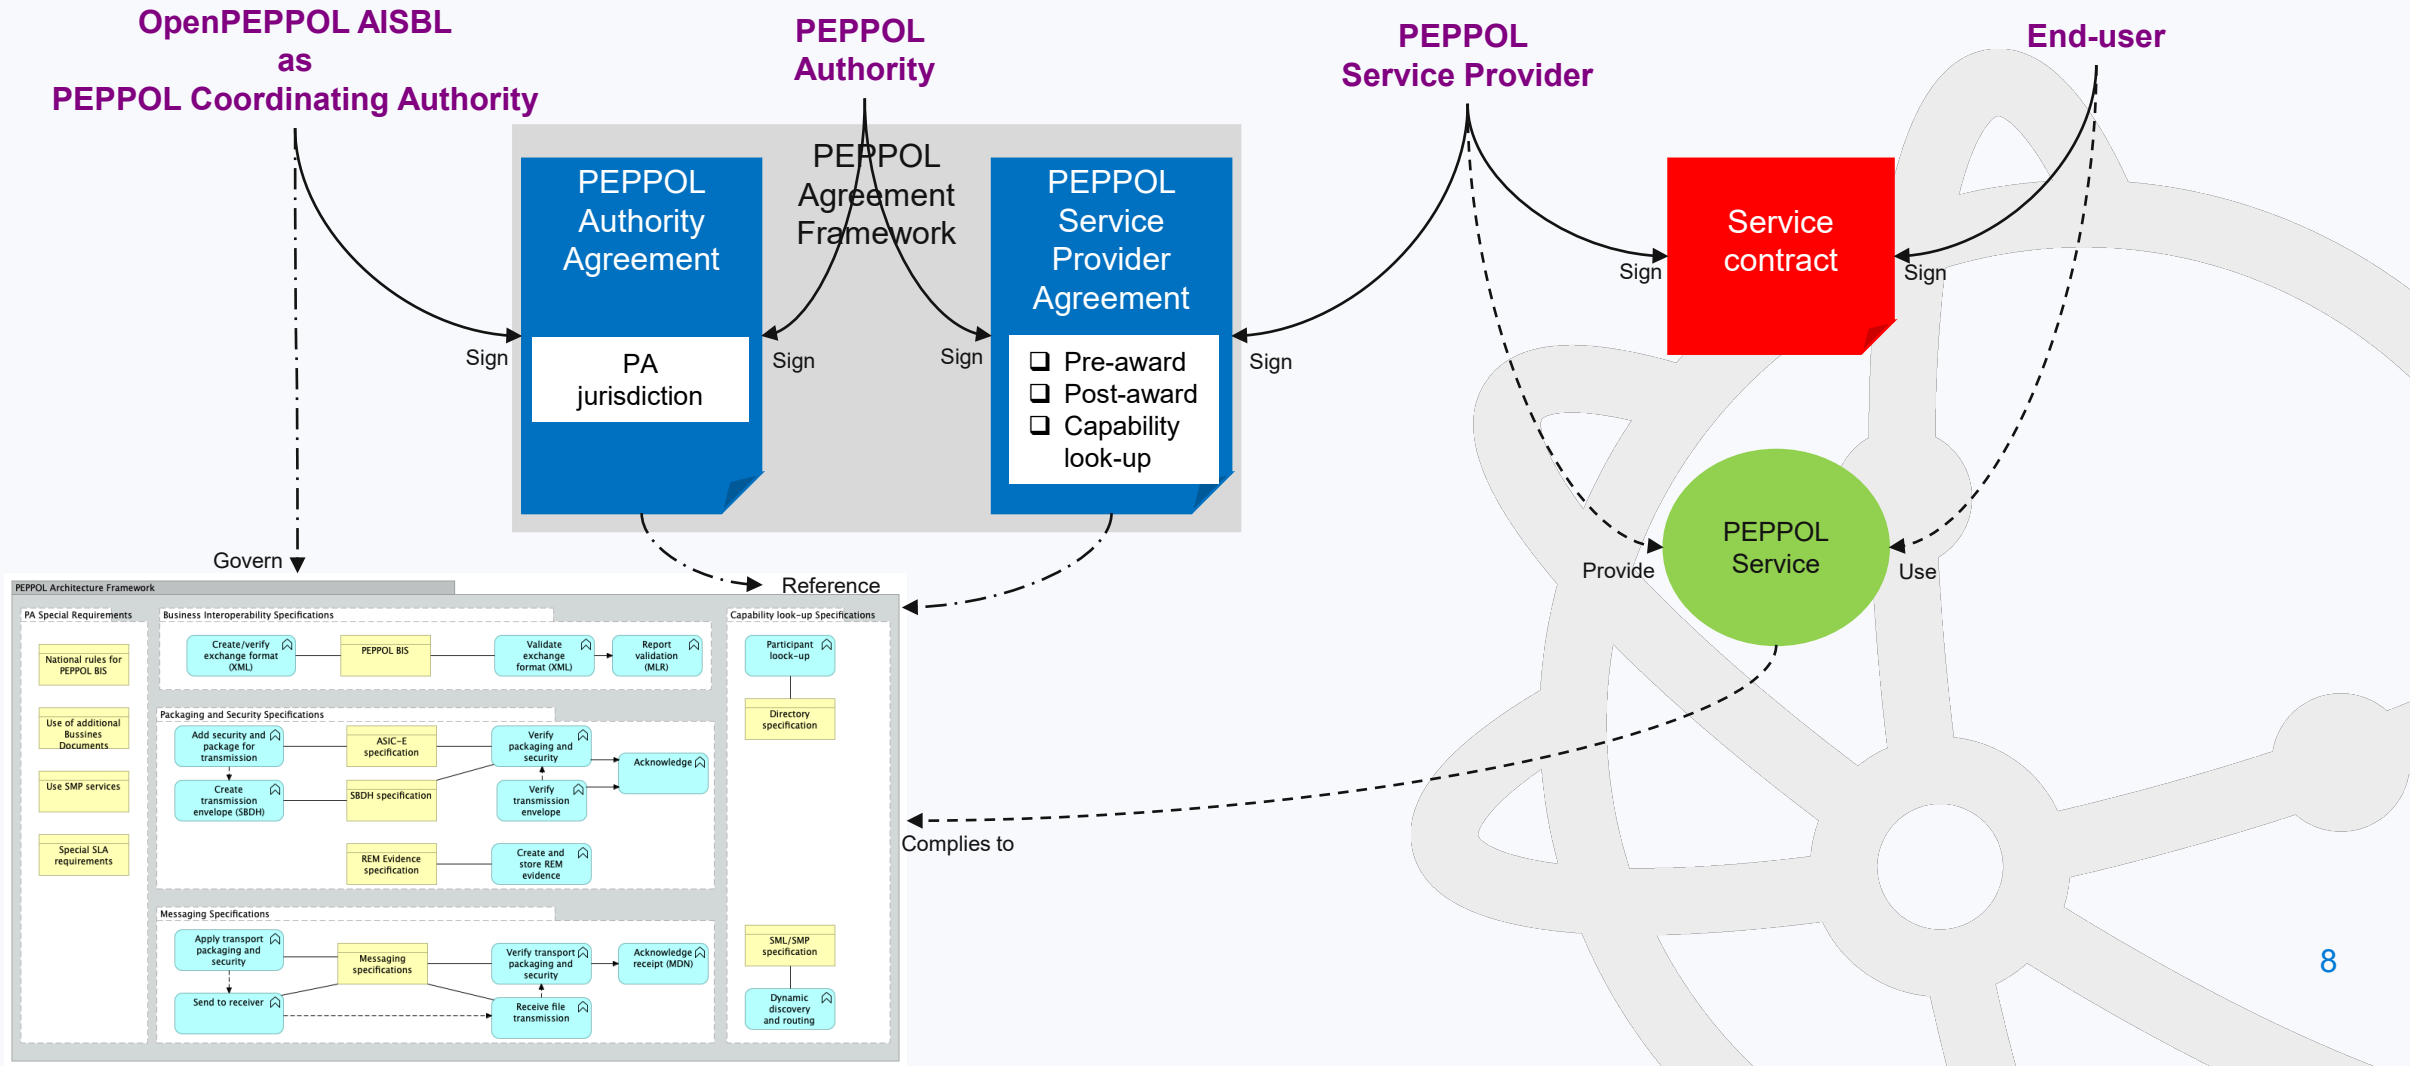 OpenPEPPOL AISBL
as
PEPPOL Coordinating Authority
PEPPOL
Authority
PEPPOL
Service Provider
End-user
PEPPOL
Agreement
Framework
PEPPOL
Authority
Agreement
PA
jurisdiction
PEPPOL
Service
Provider
Agreement
❑ Pre-award
❑ Post-award
❑ Capability
look-up
Service
contract
Sign
Sign
Sign
Sign
Sign
Sign
Govern
Reference
PEPPOL
Service
Provide
Use
Complies to
PEPPOL Architecture Framework
PA Special Requirements
National rules for
PEPPOL BIS
Use of additional
Bussines
Documents
Use SMP services
Special SLA
requirements
Business Interoperability Specifications
Create/verify
exchange format
(XML)
PEPPOL BIS
Validate
exchange
format (XML)
Report
validation
(MLR)
Packaging and Security Specifications
Add security and
package for
transmission
ASIC-E
specification
Verify
packaging and
security
Acknowledge
Create
transmission
envelope (SBDH)
SBDH specification
Verify
transmission
envelope
REM Evidence
specification
Create and
store REM
evidence
Messaging Specifications
Apply transport
packaging and
security
Messaging
specifications
Verify transport
packaging and
security
Acknowledge
receipt (MDN)
Send to receiver
Receive file
transmission
Capability look-up Specifications
Participant
loock-up
Directory
specification
SML/SMP
specification
Dynamic
discovery
and routing
8